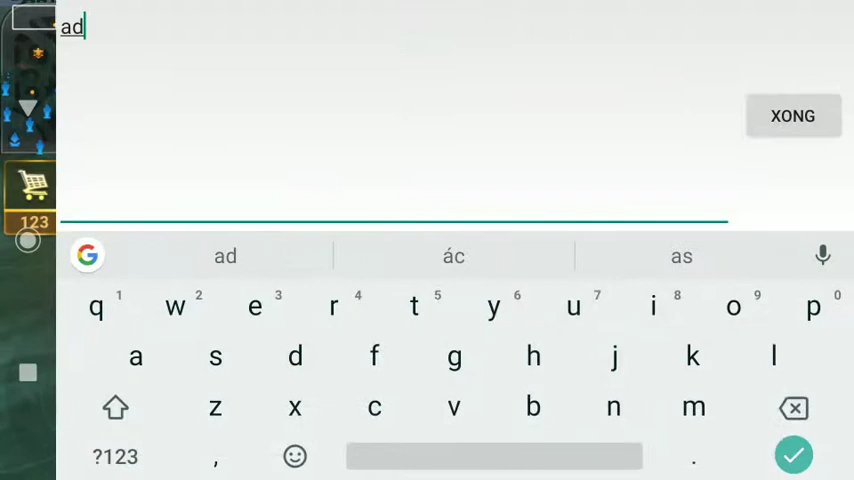 ad
XONG
123
ad ác as
q1 w2 e3 r4 t5 y6 u7 i8 o9 p0
a s d f g h j k l
z x c v b n m
?123 , .